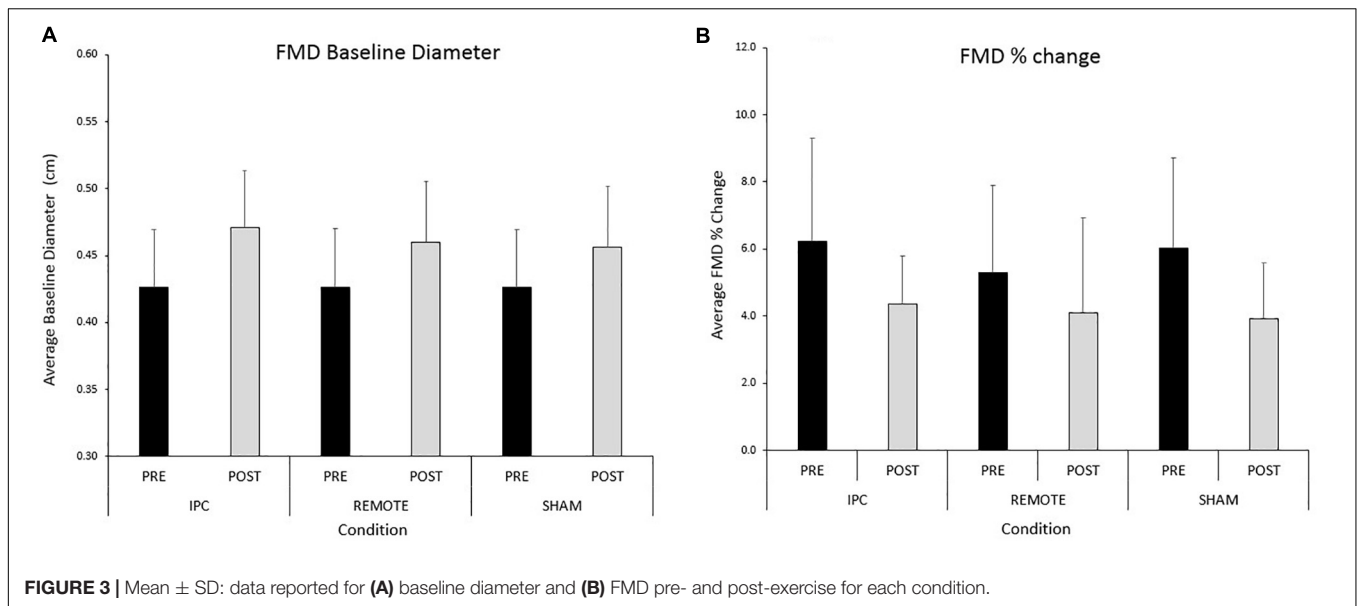 A
FMD Baseline Diameter
0.60
0.55
0.50
0.45
0.40
0.35
0.30
Average Baseline Diameter (cm)
PRE POST PRE POST PRE POST
IPC REMOTE SHAM
Condition
B
FMD % change
12.0
10.0
8.0
6.0
4.0
2.0
0.0
Average FMD % Change
PRE POST PRE POST PRE POST
IPC REMOTE SHAM
Condition
FIGURE 3 | Mean ± SD: data reported for (A) baseline diameter and (B) FMD pre- and post-exercise for each condition.